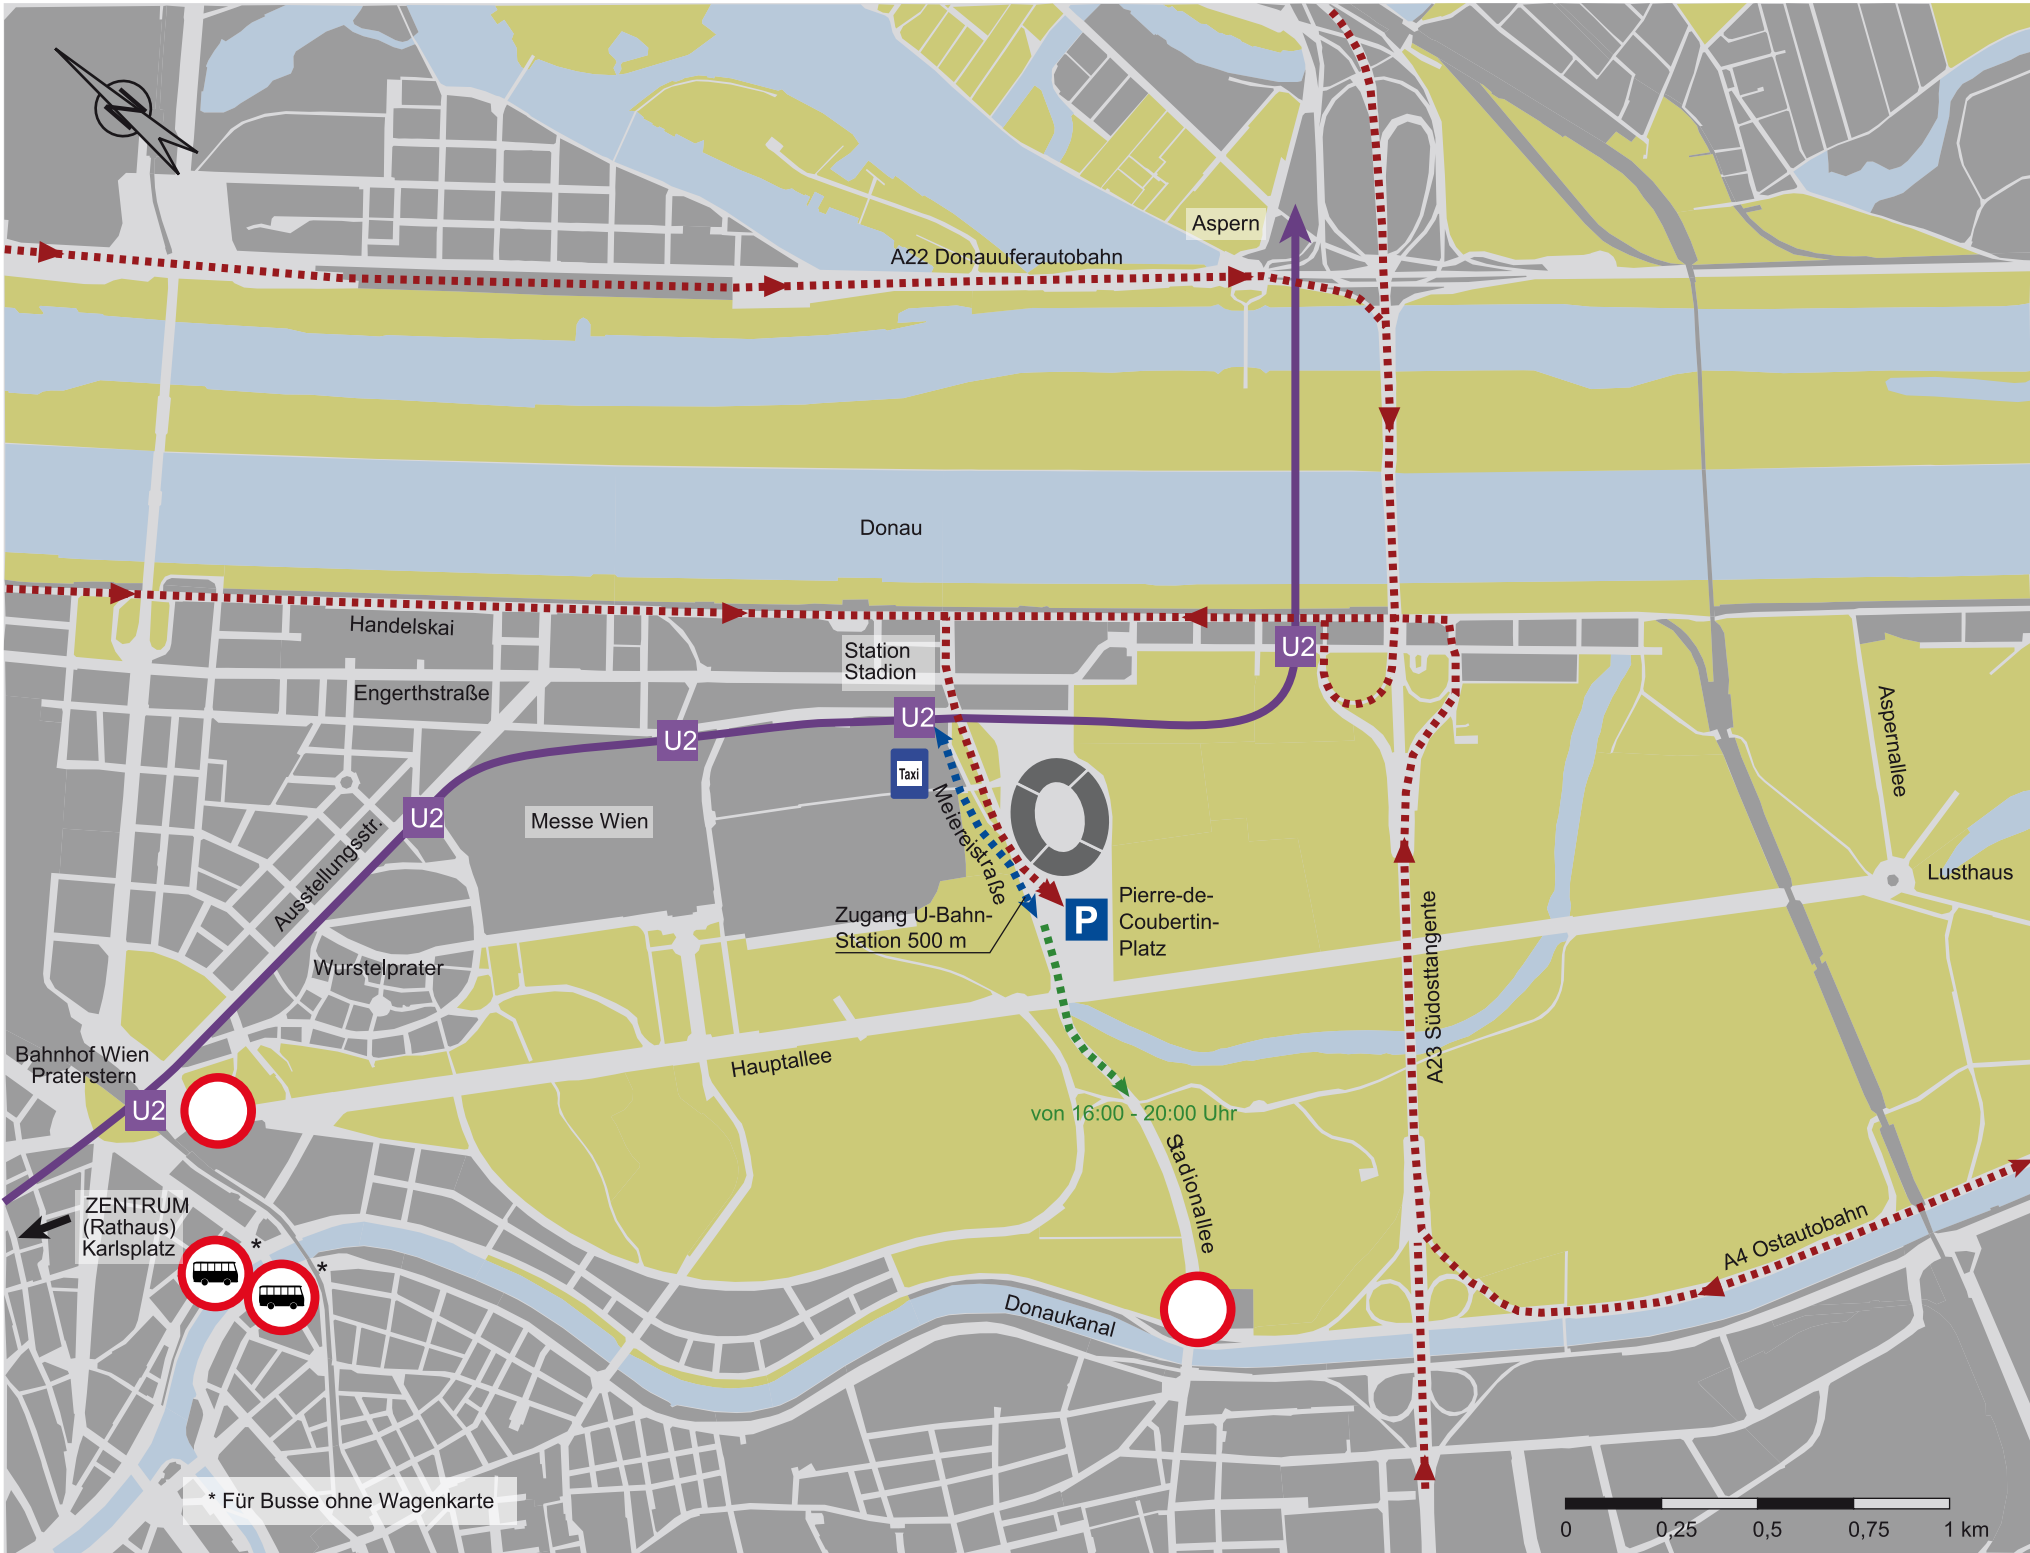 Aspern
A22 Donauuferautobahn
Donau
Handelskai
Station
Stadion
U2
Engerthstraße
U2
U2
Taxi
Aspernallee
U2
Messe Wien
Meiereistraße
Ausstellungsstr.
Lusthaus
Zugang U-Bahn-
Station 500 m
P
Pierre-de-
Coubertin-
Platz
A23 Südosttangente
Wurstelprater
Bahnhof Wien
Praterstern
Hauptallee
U2
von 16:00 - 20:00 Uhr
Stadionallee
ZENTRUM
(Rathaus)
Karlsplatz
*
*
A4 Ostautobahn
Donaukanal
* Für Busse ohne Wagenkarte
0 0,25 0,5 0,75 1 km